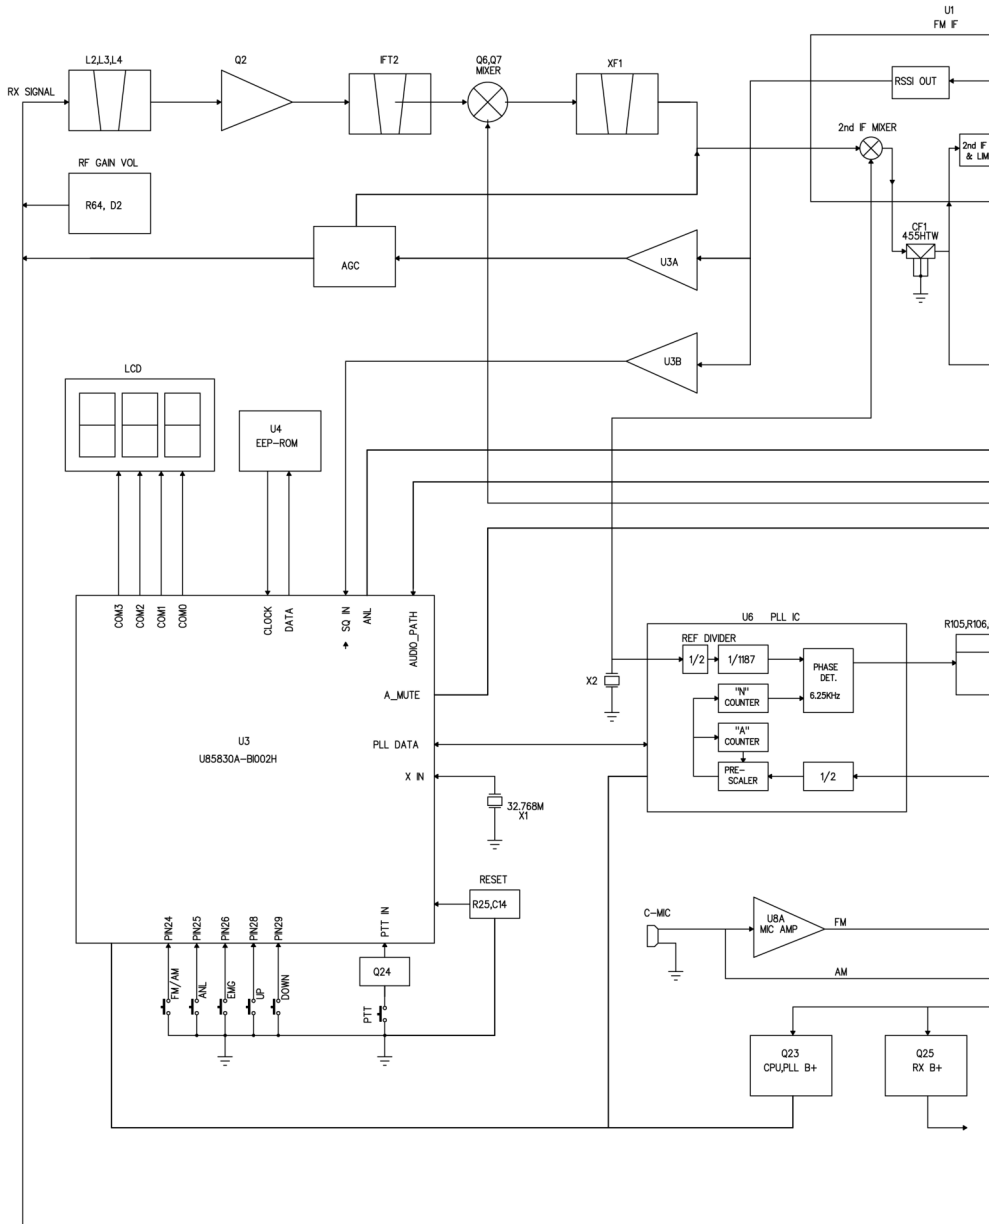 U1
FM IF
L2,L3,L4
Q2
IFT2
Q6,Q7
MIXER
XF1
RX SIGNAL
RSSI OUT
2nd IF MIXER
2nd IF
& LIM
RF GAIN VOL
R64, D2
CF1
455HTW
AGC
U3A
U3B
LCD
U4
EEP-ROM
COM3
COM2
COM1
COM0
CLOCK
DATA
SQ IN
ANL
AUDIO_PATH
A_MUTE
U3
U85830A-BI002H
PLL DATA
X IN
32.768M
X1
U6 PLL IC
REF DIVIDER
1/2
1/1187
PHASE
DET.
6.25KHz
"N"
COUNTER
"A"
COUNTER
PRE-
SCALER
1/2
X2
R105,R106,
RESET
R25,C14
PIN24
PIN25
PIN26
PIN28
PIN29
PTT IN
FM/AM
ANL
EMG
UP
DOWN
Q24
PTT
C-MIC
U8A
MIC AMP
FM
AM
Q23
CPU,PLL B+
Q25
RX B+